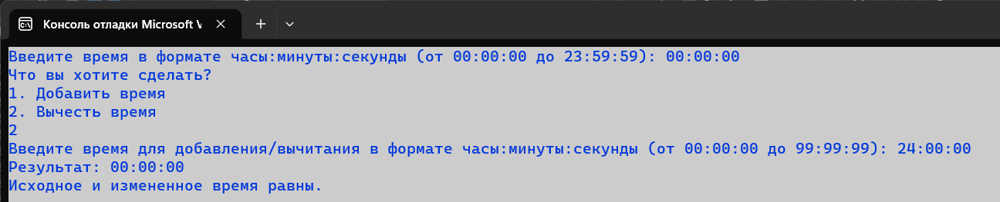 Консоль отладки Microsoft V
Введите время в формате часы:минуты:секунды (от 00:00:00 до 23:59:59): 00:00:00
Что вы хотите сделать?
1. Добавить время
2. Вычесть время
2
Введите время для добавления/вычитания в формате часы:минуты:секунды (от 00:00:00 до 99:99:99): 24:00:00
Результат: 00:00:00
Исходное и измененное время равны.